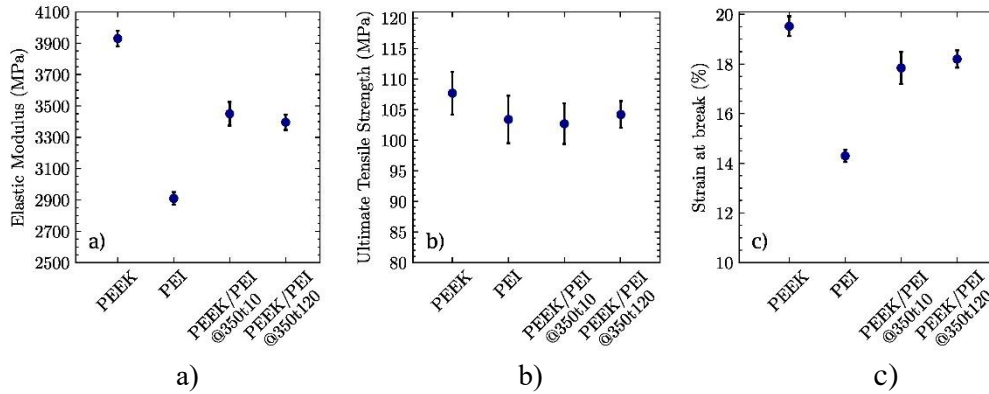 4100
3900
3700
3500
3300
3100
2900
2700
2500
Elastic Modulus (MPa)
a)
PEEK
PEI
PEEK/PEI
@350t10
PEEK/PEI
@350t120
120
115
110
105
100
95
90
85
80
Ultimate Tensile Strength (MPa)
b)
PEEK
PEI
PEEK/PEI
@350t10
PEEK/PEI
@350t120
20
18
16
14
12
10
Strain at break (%)
c)
PEEK
PEI
PEEK/PEI
@350t10
PEEK/PEI
@350t120
a)
b)
c)